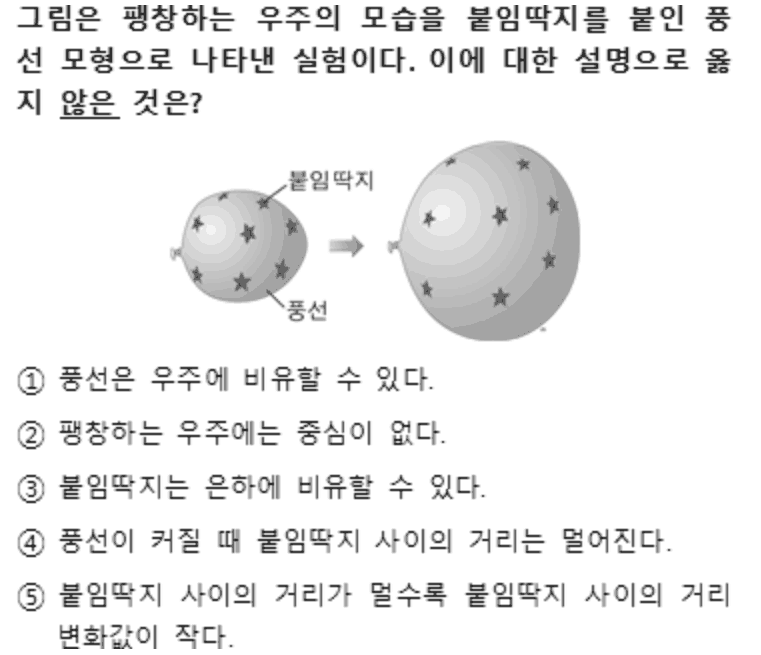 그림은 팽창하는 우주의 모습을 붙임딱지를 붙인 풍
선 모형으로 나타낸 실험이다. 이에 대한 설명으로 옳
지 않은 것은?
붙임딱지
풍선
① 풍선은 우주에 비유할 수 있다.
② 팽창하는 우주에는 중심이 없다.
③ 붙임딱지는 은하에 비유할 수 있다.
④ 풍선이 커질 때 붙임딱지 사이의 거리는 멀어진다.
⑤ 붙임딱지 사이의 거리가 멀수록 붙임딱지 사이의 거리
변화값이 작다.